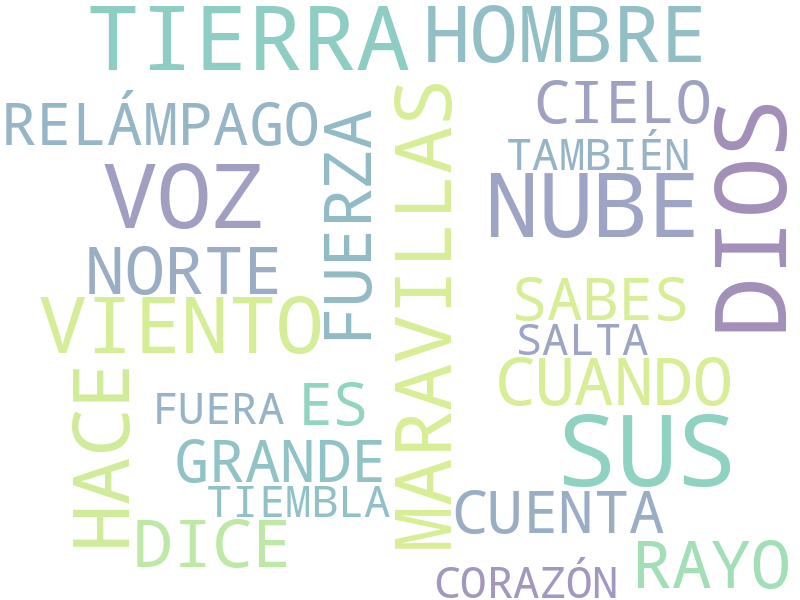 TIERRA
HOMBRE
RELÁMPAGO
CIELO
TAMBIÉN
VOZ
FUERZA
MARAVILLAS
NUBE
DIOS
NORTE
VIENTO
SABES
SALTA
CUANDO
HACE
FUERA
ES
GRANDE
SUS
TIEMBLA
CUENTA
DICE
RAYO
CORAZÓN